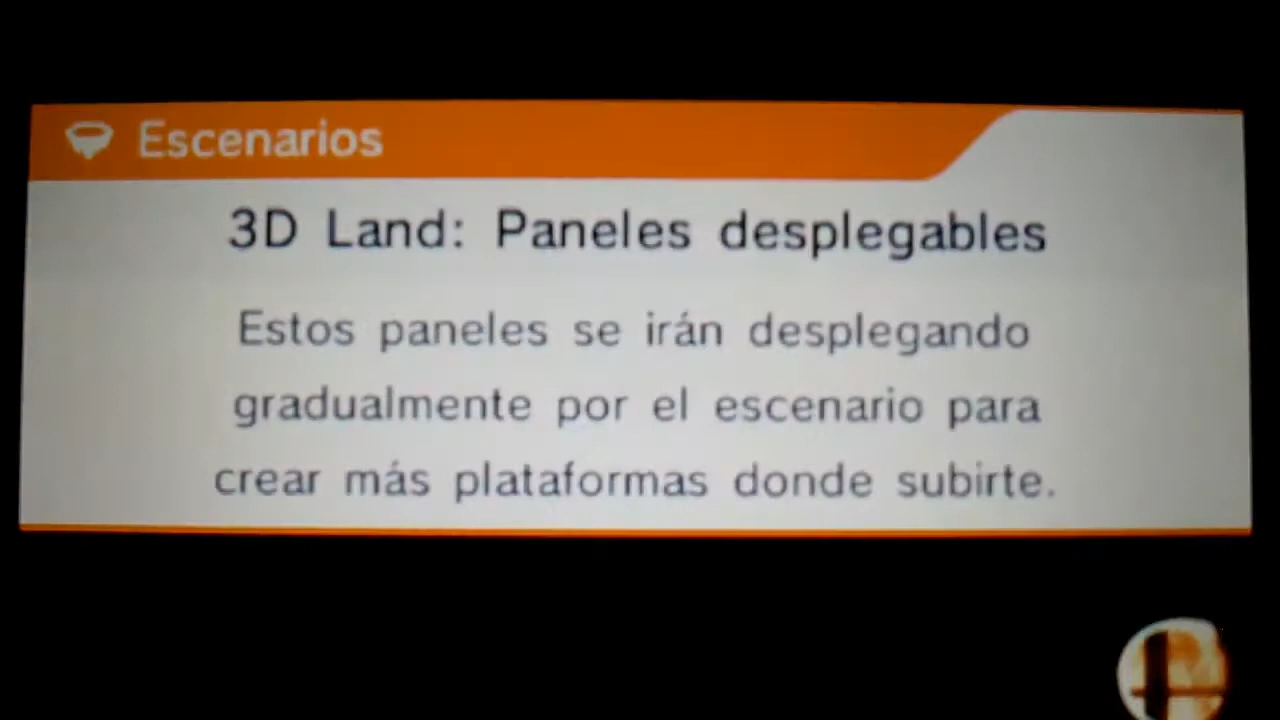 Escenarios
3D Land: Paneles desplegables
Estos paneles se irán desplegando
gradualmente por el escenario para
crear más plataformas donde subirte.